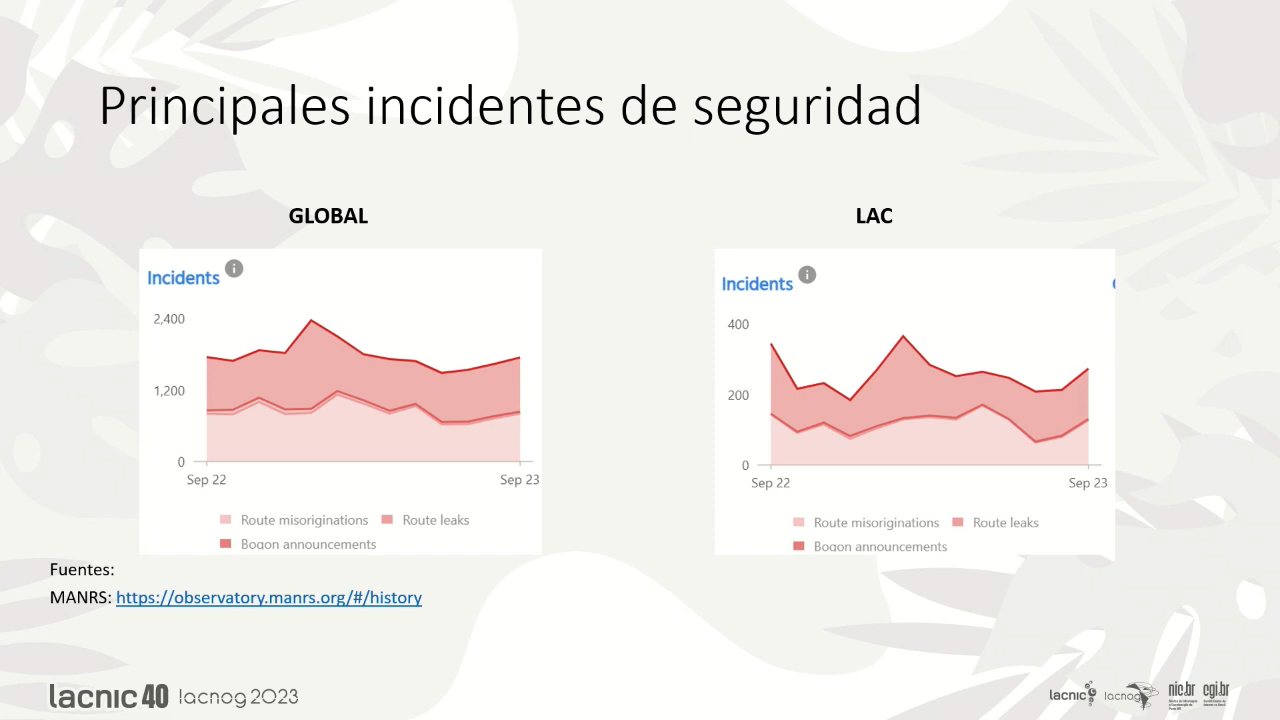 Principales incidentes de seguridad
GLOBAL
Incidents
2,400
1,200
0
Sep 22
Sep 23
Route misoriginations
Route leaks
Bogon announcements
LAC
Incidents
400
200
0
Sep 22
Sep 23
Route misoriginations
Route leaks
Bogon announcements
Fuentes:
MANRS: https://observatory.manrs.org/#/history
lacnic 40 lacnog 2023
lacnic lacnog nic.br cgi.br